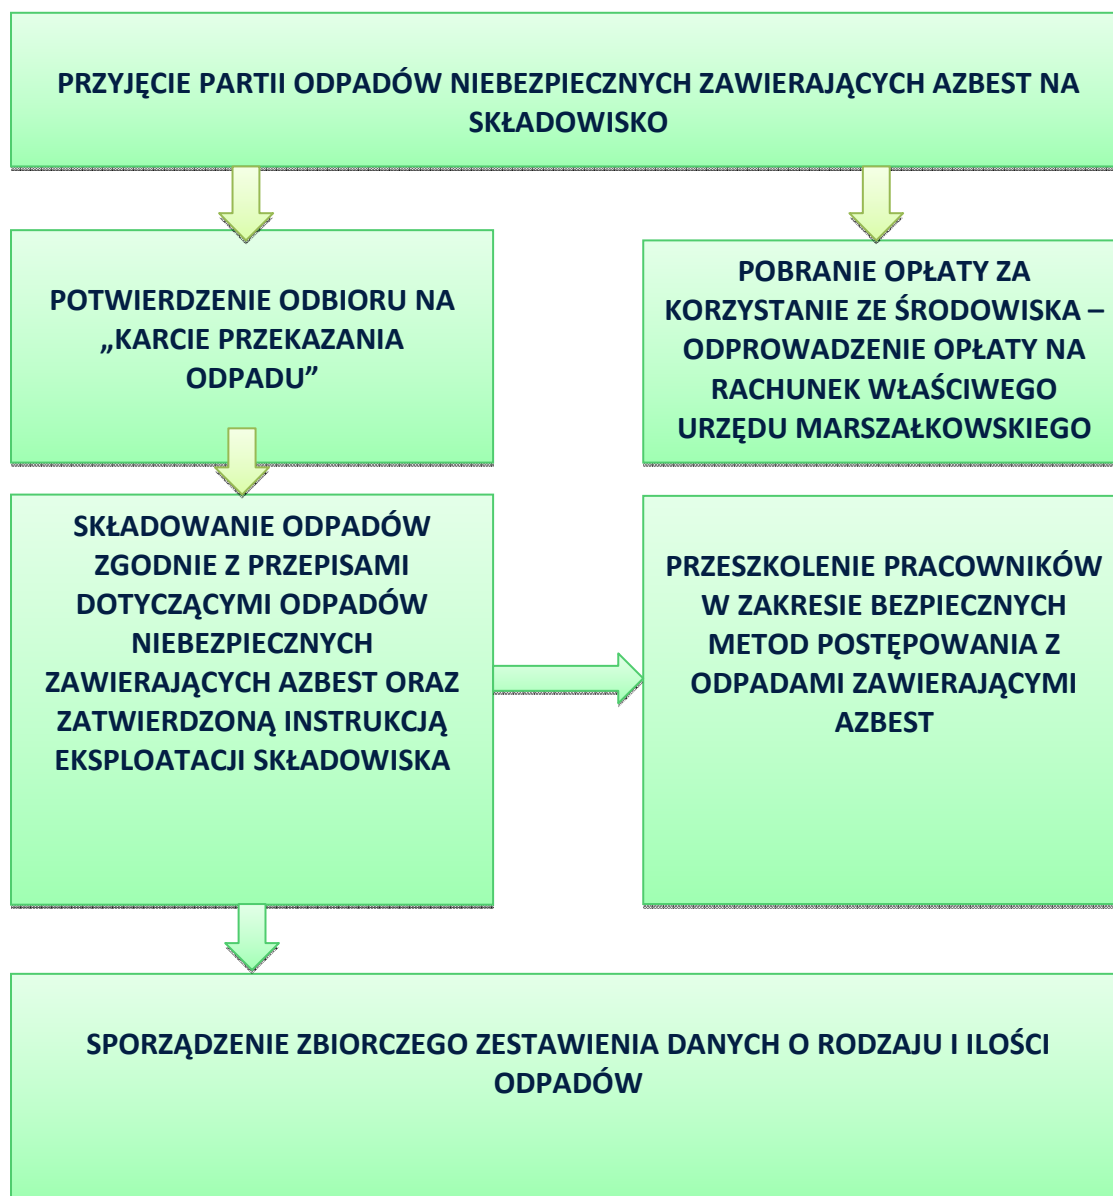 PRZYJĘCIE PARTII ODPADÓW NIEBEZPIECZNYCH ZAWIERAJĄCYCH AZBEST NA
SKŁADOWISKO
POTWIERDZENIE ODBIORU NA
„KARCIE PRZEKAZANIA
ODPADU”
POBRANIE OPŁATY ZA
KORZYSTANIE ZE ŚRODOWISKA –
ODPROWADZENIE OPŁATY NA
RACHUNEK WŁAŚCIWEGO
URZĘDU MARSZAŁKOWSKIEGO
SKŁADOWANIE ODPADÓW
ZGODNIE Z PRZEPISAMI
DOTYCZĄCYMI ODPADÓW
NIEBEZPIECZNYCH
ZAWIERAJĄCYCH AZBEST ORAZ
ZATWIERDZONĄ INSTRUKCJĄ
EKSPLOATACJI SKŁADOWISKA
PRZESZKOLENIE PRACOWNIKÓW
W ZAKRESIE BEZPIECZNYCH
METOD POSTĘPOWANIA Z
ODPADAMI ZAWIERAJĄCYMI
AZBEST
SPORZĄDZENIE ZBIORCZEGO ZESTAWIENIA DANYCH O RODZAJU I ILOŚCI
ODPADÓW